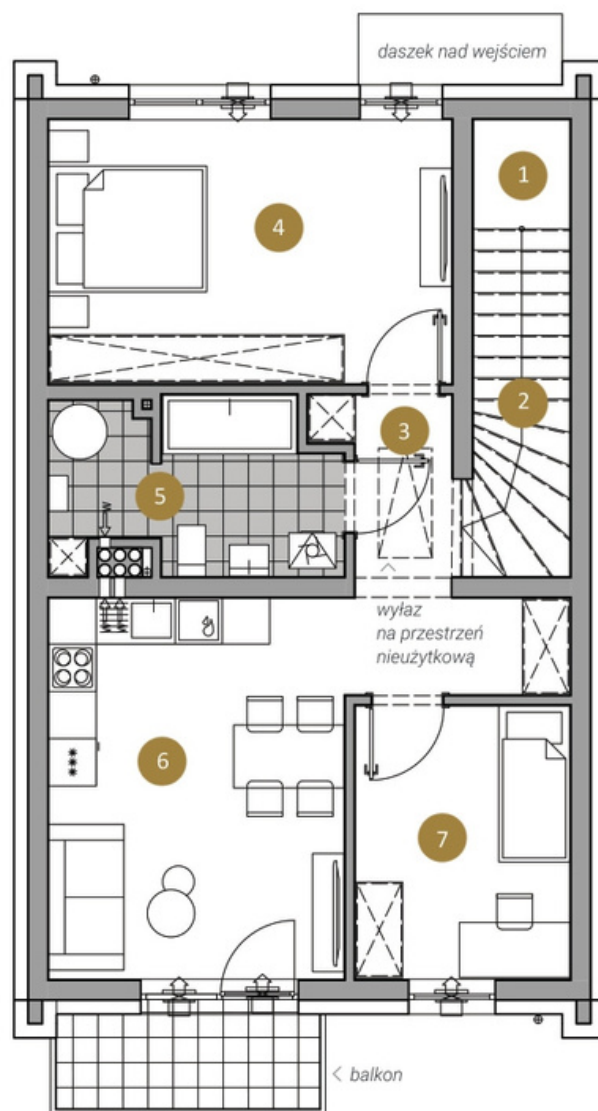 daszek nad wejściem
1
4
2
3
5
wyłaz
na przestrzeń
nieużytkową
6
7
< balkon